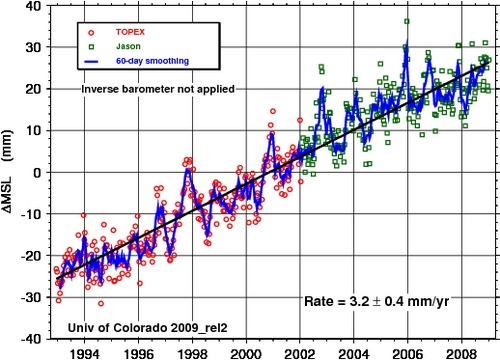 TOPEX
Jason
60-day smoothing
Inverse barometer not applied
ΔMSL (mm)
40
30
20
10
0
-10
-20
-30
-40
Rate = 3.2 ± 0.4 mm/yr
Univ of Colorado 2009_rel2
1994 1996 1998 2000 2002 2004 2006 2008